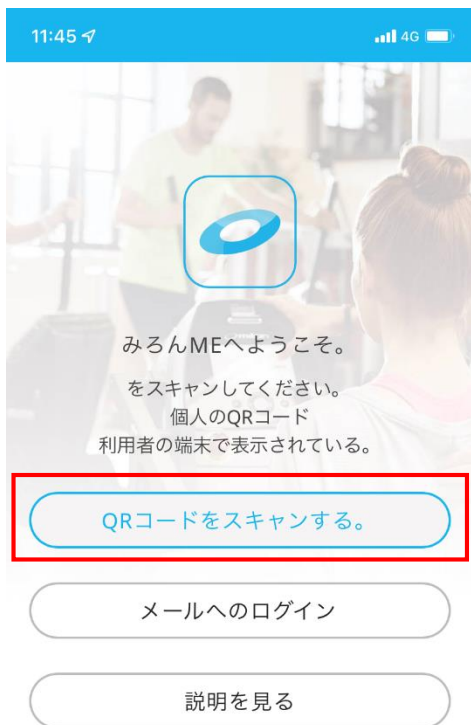 11:45
4G
みろんMEへようこそ。
をスキャンしてください。
個人のQRコード
利用者の端末で表示されている。
QRコードをスキャンする。
メールへのログイン
説明を見る